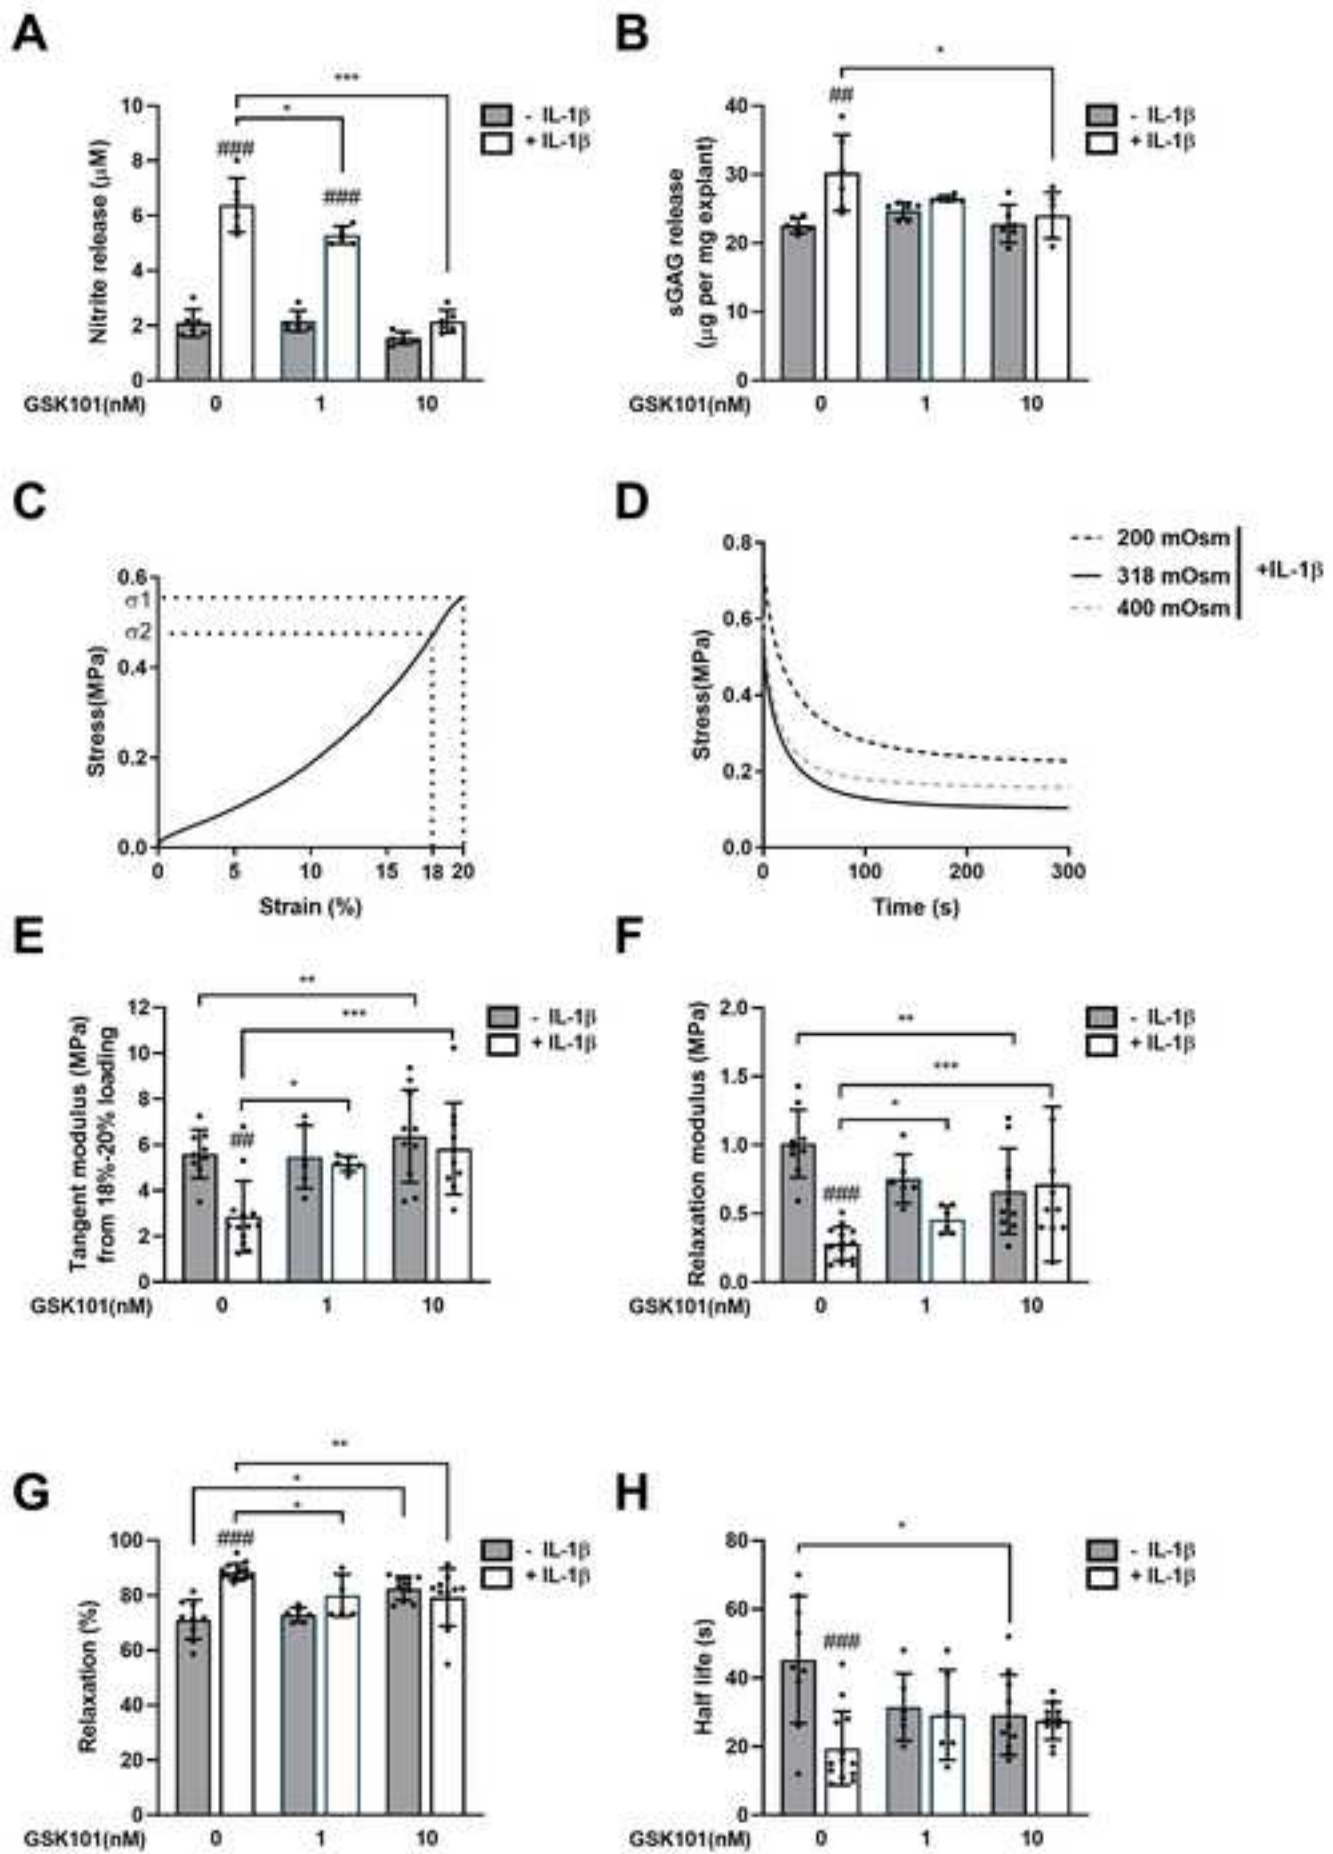 A
***
*
###
###
Nitrite release (μM)
10
8
6
4
2
0
- IL-1β
+ IL-1β
GSK101(nM) 0 1 10
B
*
##
sGAG release
(μg per mg explant)
40
30
20
10
0
- IL-1β
+ IL-1β
GSK101(nM) 0 1 10
C
Stress(MPa)
0.6
σ1
σ2
0.4
0.2
0.0
0 5 10 15 18 20
Strain (%)
D
Stress(MPa)
0.8
0.6
0.4
0.2
0.0
0 100 200 300
Time (s)
200 mOsm
318 mOsm
400 mOsm
+IL-1β
E
**
***
*
##
Tangent modulus (MPa)
from 18%-20% loading
12
10
8
6
4
2
0
- IL-1β
+ IL-1β
GSK101(nM) 0 1 10
F
**
***
*
###
Relaxation modulus (MPa)
2.0
1.5
1.0
0.5
0.0
- IL-1β
+ IL-1β
GSK101(nM) 0 1 10
G
**
*
*
###
Relaxation (%)
100
80
60
40
20
0
- IL-1β
+ IL-1β
GSK101(nM) 0 1 10
H
*
###
Half life (s)
80
60
40
20
0
- IL-1β
+ IL-1β
GSK101(nM) 0 1 10